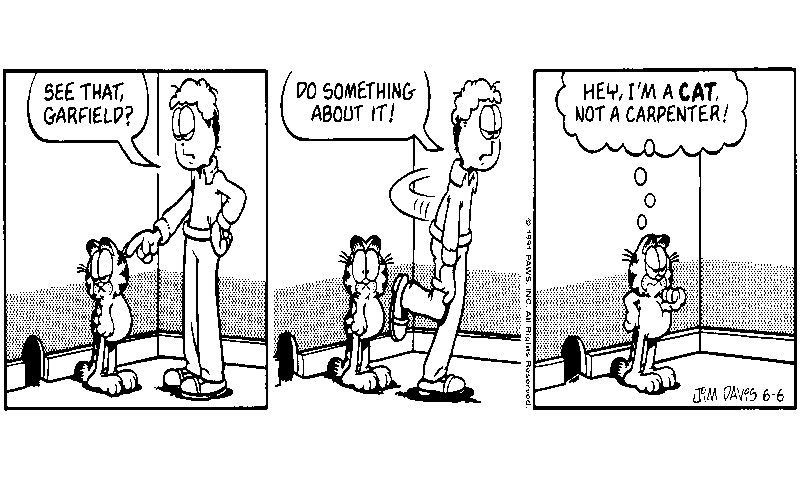 SEE THAT,
GARFIELD?
DO SOMETHING
ABOUT IT!
© 1991 PAWS, INC. All Rights Reserved.
HEY, I'M A CAT,
NOT A CARPENTER!
JIM DAVIS 6-6